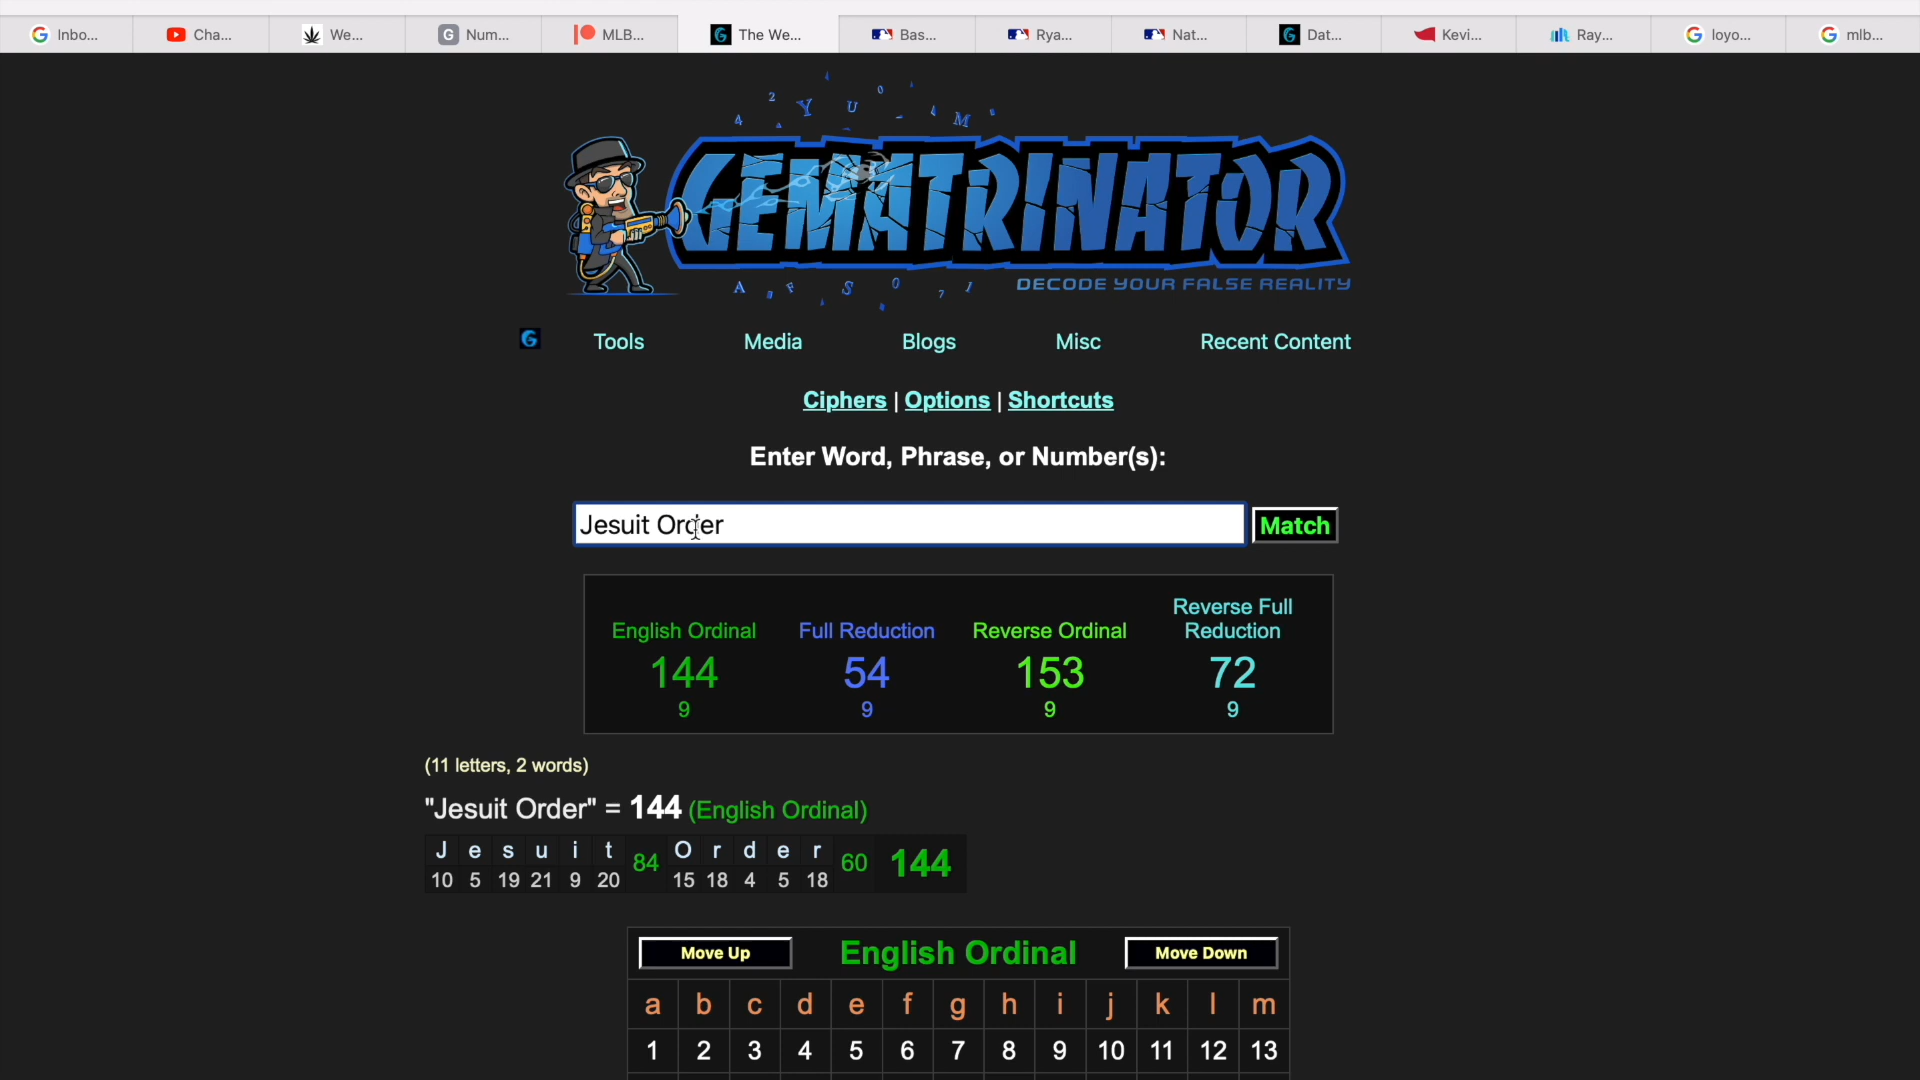 Inbo... Cha... We... Num... MLB... The We... Bas... Rya... Nat... Dat... Kevi... Ray... loyo... mlb...
GEMATRINATOR
DECODE YOUR FALSE REALITY
Tools Media Blogs Misc Recent Content
Ciphers | Options | Shortcuts
Enter Word, Phrase, or Number(s):
Jesuit Order Match
English Ordinal Full Reduction Reverse Ordinal Reverse Full Reduction
144 54 153 72
9 9 9 9
(11 letters, 2 words)
"Jesuit Order" = 144 (English Ordinal)
J e s u i t 84 O r d e r 60 144
10 5 19 21 9 20 15 18 4 5 18
Move Up English Ordinal Move Down
a b c d e f g h i j k l m
1 2 3 4 5 6 7 8 9 10 11 12 13